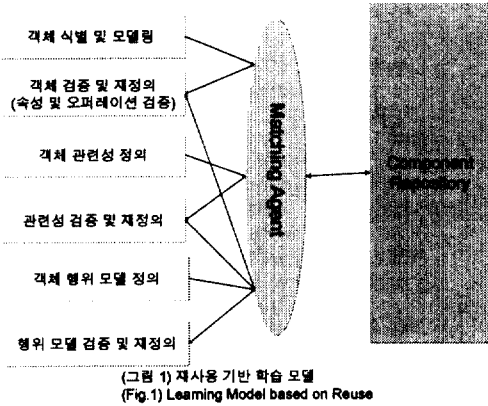 객체 식별 및 모델링
객체 검증 및 재정의
(속성 및 오퍼레이션 검증)
객체 관련성 정의
관련성 검증 및 재정의
객체 행위 모델 정의
행위 모델 검증 및 재정의
Matching Agent
Component
Repository
(그림 1) 재사용 기반 학습 모델
(Fig.1) Learning Model based on Reuse